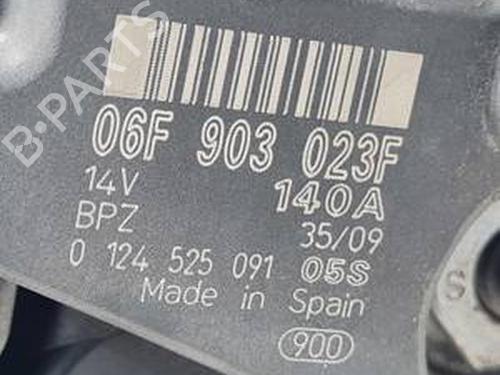 B-PARTS
06F 903 023F
14V 140A
BPZ 35/09
0 124 525 091 05S
Made in Spain
900
S